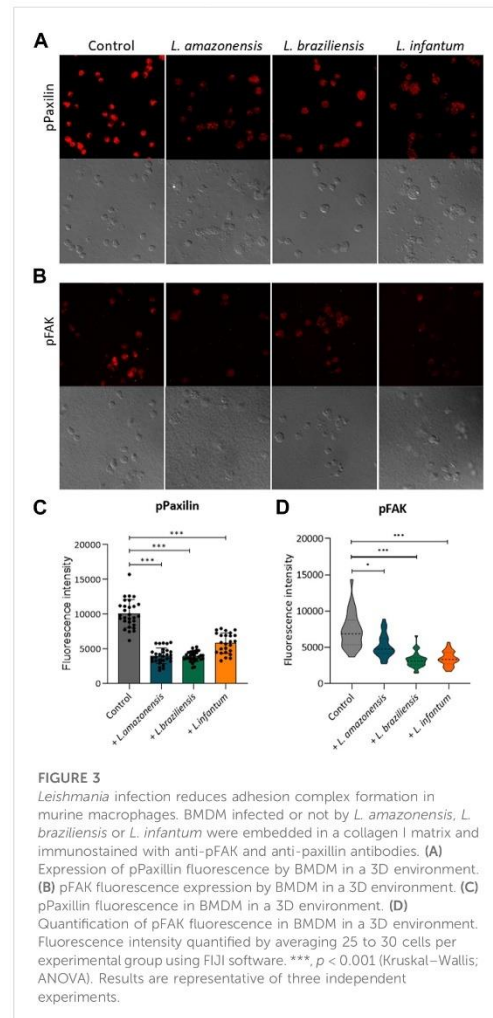 A
Control L. amazonensis L. braziliensis L. infantum
pPaxilin
B
pFAK
C
pPaxilin
Fluorescence intensity
20000
15000
10000
5000
0
***
***
***
Control
+ L.amazonensis
+ L.braziliensis
+ L.infantum
D
pFAK
Fluorescence intensity
20000
15000
10000
5000
0
***
***
*
Control
+ L. amazonensis
+ L. braziliensis
+ L. infantum
FIGURE 3
Leishmania infection reduces adhesion complex formation in
murine macrophages. BMDM infected or not by L. amazonensis, L.
braziliensis or L. infantum were embedded in a collagen I matrix and
immunostained with anti-pFAK and anti-paxillin antibodies. (A)
Expression of pPaxillin fluorescence by BMDM in a 3D environment.
(B) pFAK fluorescence expression by BMDM in a 3D environment. (C)
pPaxillin fluorescence in BMDM in a 3D environment. (D)
Quantification of pFAK fluorescence in BMDM in a 3D environment.
Fluorescence intensity quantified by averaging 25 to 30 cells per
experimental group using FIJI software. ***, p < 0.001 (Kruskal–Wallis;
ANOVA). Results are representative of three independent
experiments.